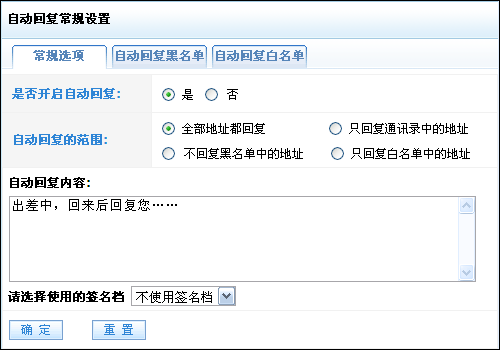 自动回复常规设置
常规选项 自动回复黑名单 自动回复白名单
是否开启自动回复: 是 否
自动回复的范围: 全部地址都回复 只回复通讯录中的地址
不回复黑名单中的地址 只回复白名单中的地址
自动回复内容:
出差中，回来后回复您……
请选择使用的签名档 不使用签名档
确 定 重 置